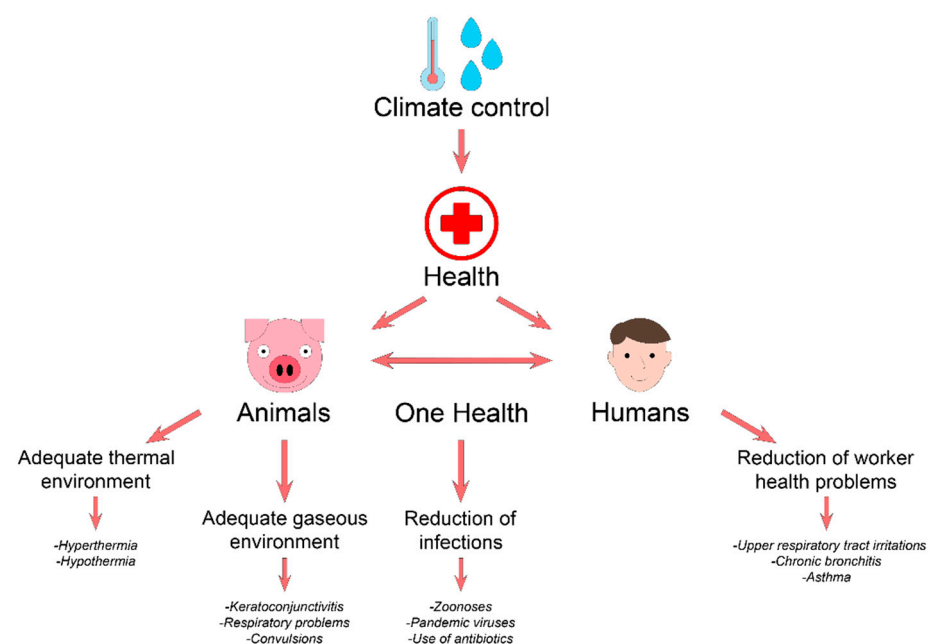 Climate control
Health
Animals
One Health
Humans
Adequate thermal
environment
-Hyperthermia
-Hypothermia
Adequate gaseous
environment
-Keratoconjunctivitis
-Respiratory problems
-Convulsions
Reduction of
infections
-Zoonoses
-Pandemic viruses
-Use of antibiotics
Reduction of worker
health problems
-Upper respiratory tract irritations
-Chronic bronchitis
-Asthma